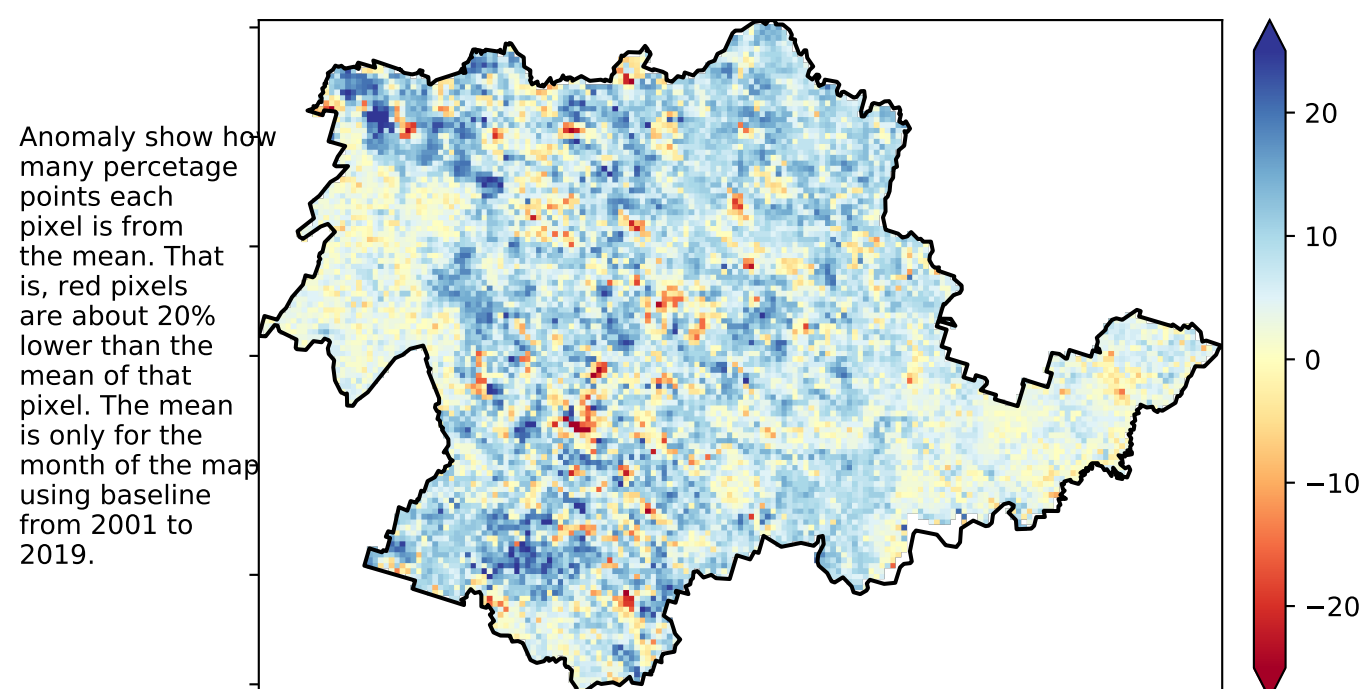 Anomaly show how
many percetage
points each
pixel is from
the mean. That
is, red pixels
are about 20%
lower than the
mean of that
pixel. The mean
is only for the
month of the map
using baseline
from 2001 to
2019.
20
10
0
−10
−20